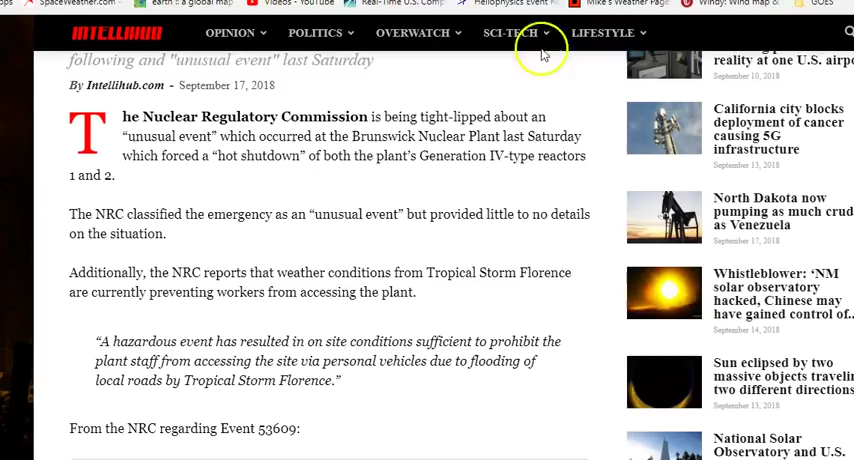 SpaceWeather.com -
earth :: a global map
Videos - YouTube
Real-Time U.S. Comp
Heliophysics Event R
Mike's Weather Page
Windy: Wind map &
GOES
INTELLIHUB
OPINION
POLITICS
OVERWATCH
SCI-TECH
LIFESTYLE
following and "unusual event" last Saturday
By Intellihub.com - September 17, 2018
The Nuclear Regulatory Commission is being tight-lipped about an
“unusual event” which occurred at the Brunswick Nuclear Plant last Saturday
which forced a “hot shutdown” of both the plant’s Generation IV-type reactors
1 and 2.
The NRC classified the emergency as an “unusual event” but provided little to no details
on the situation.
Additionally, the NRC reports that weather conditions from Tropical Storm Florence
are currently preventing workers from accessing the plant.
“A hazardous event has resulted in on site conditions sufficient to prohibit the
plant staff from accessing the site via personal vehicles due to flooding of
local roads by Tropical Storm Florence.”
From the NRC regarding Event 53609:
reality at one U.S. airpo
September 10, 2018
California city blocks
deployment of cancer
causing 5G
infrastructure
September 13, 2018
North Dakota now
pumping as much crud
as Venezuela
September 17, 2018
Whistleblower: ‘NM
solar observatory
hacked, Chinese may
have gained control of..
September 14, 2018
Sun eclipsed by two
massive objects travelin
two different directions
September 13, 2018
National Solar
Observatory and U.S.